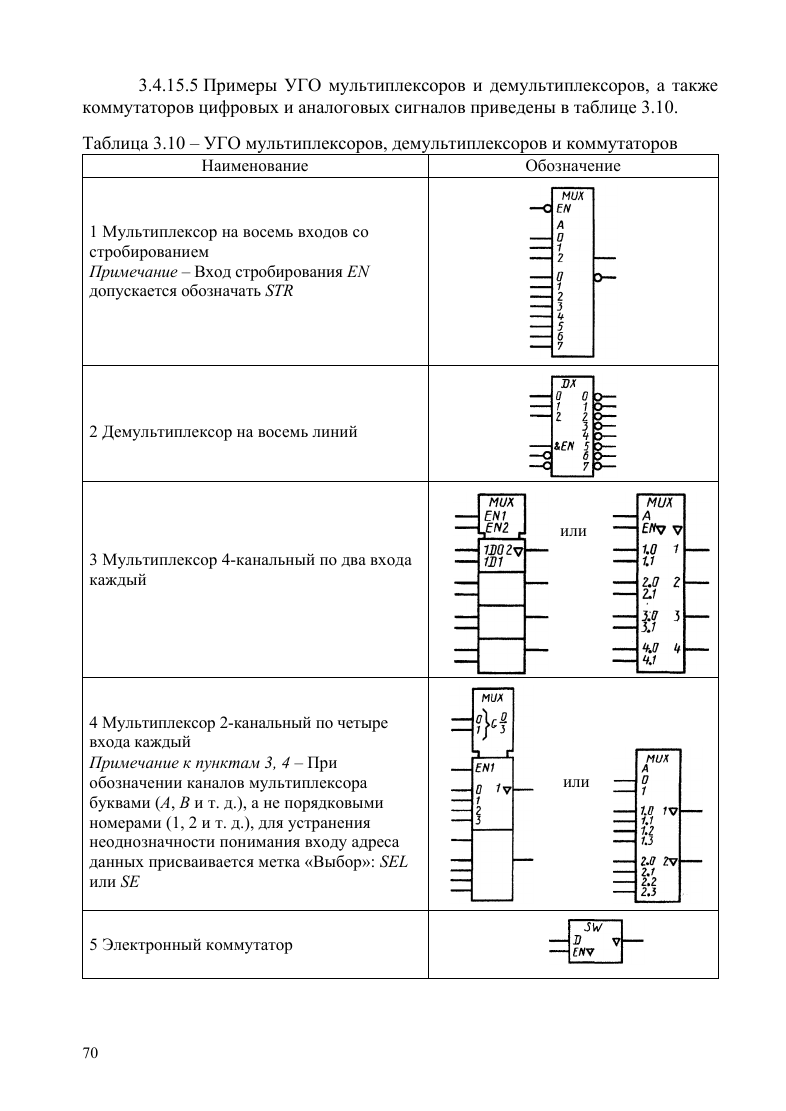 3.4.15.5 Примеры УГО мультиплексоров и демультиплексоров, а также
коммутаторов цифровых и аналоговых сигналов приведены в таблице 3.10.
Таблица 3.10 – УГО мультиплексоров, демультиплексоров и коммутаторов
Наименование
Обозначение
1 Мультиплексор на восемь входов со
стробированием
Примечание – Вход стробирования EN
допускается обозначать STR
MUX
EN
A
0
1
2
0
1
2
3
4
5
6
7
2 Демультиплексор на восемь линий
DX
0 0
1 1
2 2
3
4
&EN 5
6
7
3 Мультиплексор 4-канальный по два входа
каждый
MUX
EN1
EN2
1D0 2▽
1D1
или
MUX
A
EN▽ ▽
1.0 1
1.1
2.0 2
2.1
3.0 3
3.1
4.0 4
4.1
4 Мультиплексор 2-канальный по четыре
входа каждый
Примечание к пунктам 3, 4 – При
обозначении каналов мультиплексора
буквами (A, B и т. д.), а не порядковыми
номерами (1, 2 и т. д.), для устранения
неоднозначности понимания входу адреса
данных присваивается метка «Выбор»: SEL
или SE
MUX
0
1
}G 0/3
EN1
0 1▽
1
2
3
или
MUX
A
0
1
1.0 1▽
1.1
1.2
1.3
2.0 2▽
2.1
2.2
2.3
5 Электронный коммутатор
SW
D ▽
EN▽
70